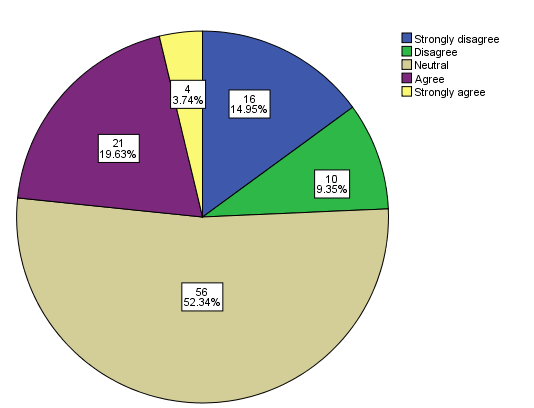 Strongly disagree
Disagree
Neutral
Agree
Strongly agree
4
3.74%
16
14.95%
21
19.63%
10
9.35%
56
52.34%